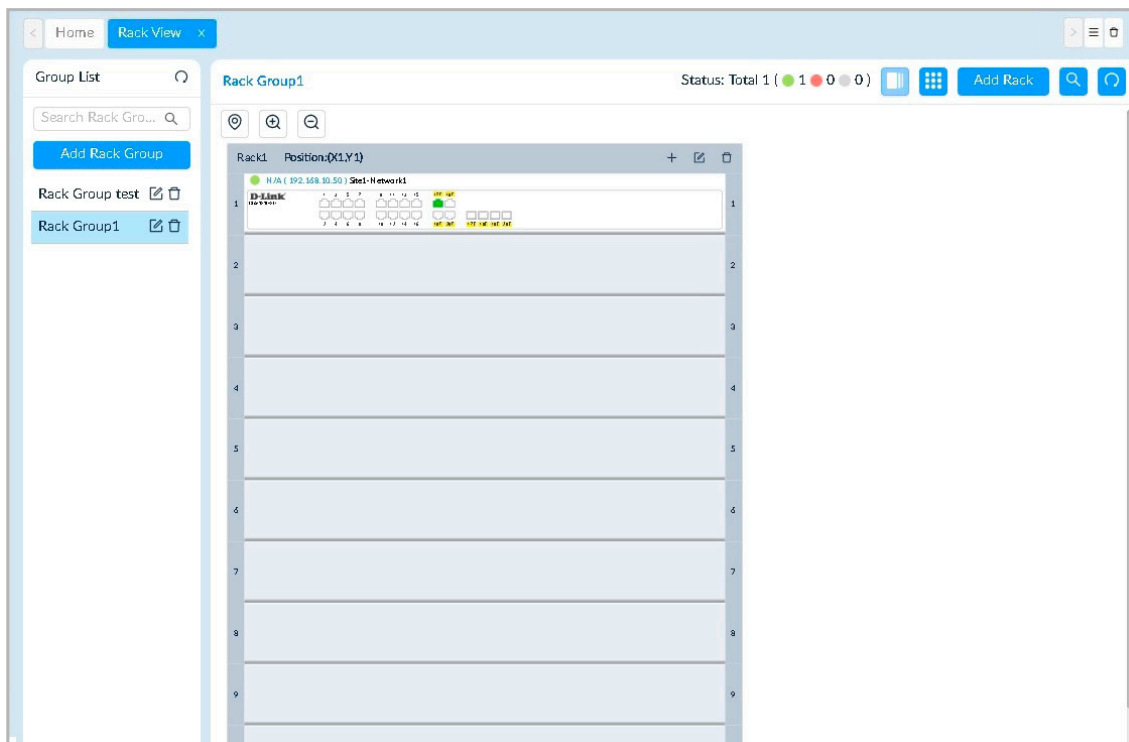 Home Rack View x
Group List
Search Rack Gro...
Add Rack Group
Rack Group test
Rack Group1
Rack Group1
Status: Total 1 ( 1 0 0 )
Add Rack
Rack1 Position:(X1,Y1)
N/A ( 192.168.10.50 ) Site1-Network1
D-Link
1 1
2 2
3 3
4 4
5 5
6 6
7 7
8 8
9 9